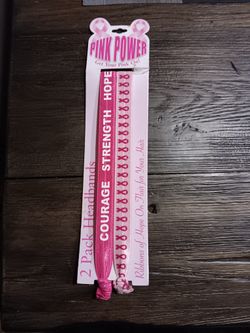 PINK POWER
Let Your Pink Out
COURAGE STRENGTH HOPE
2 Pack Headbands
Ribbons of Hope On Flair for Your Hair